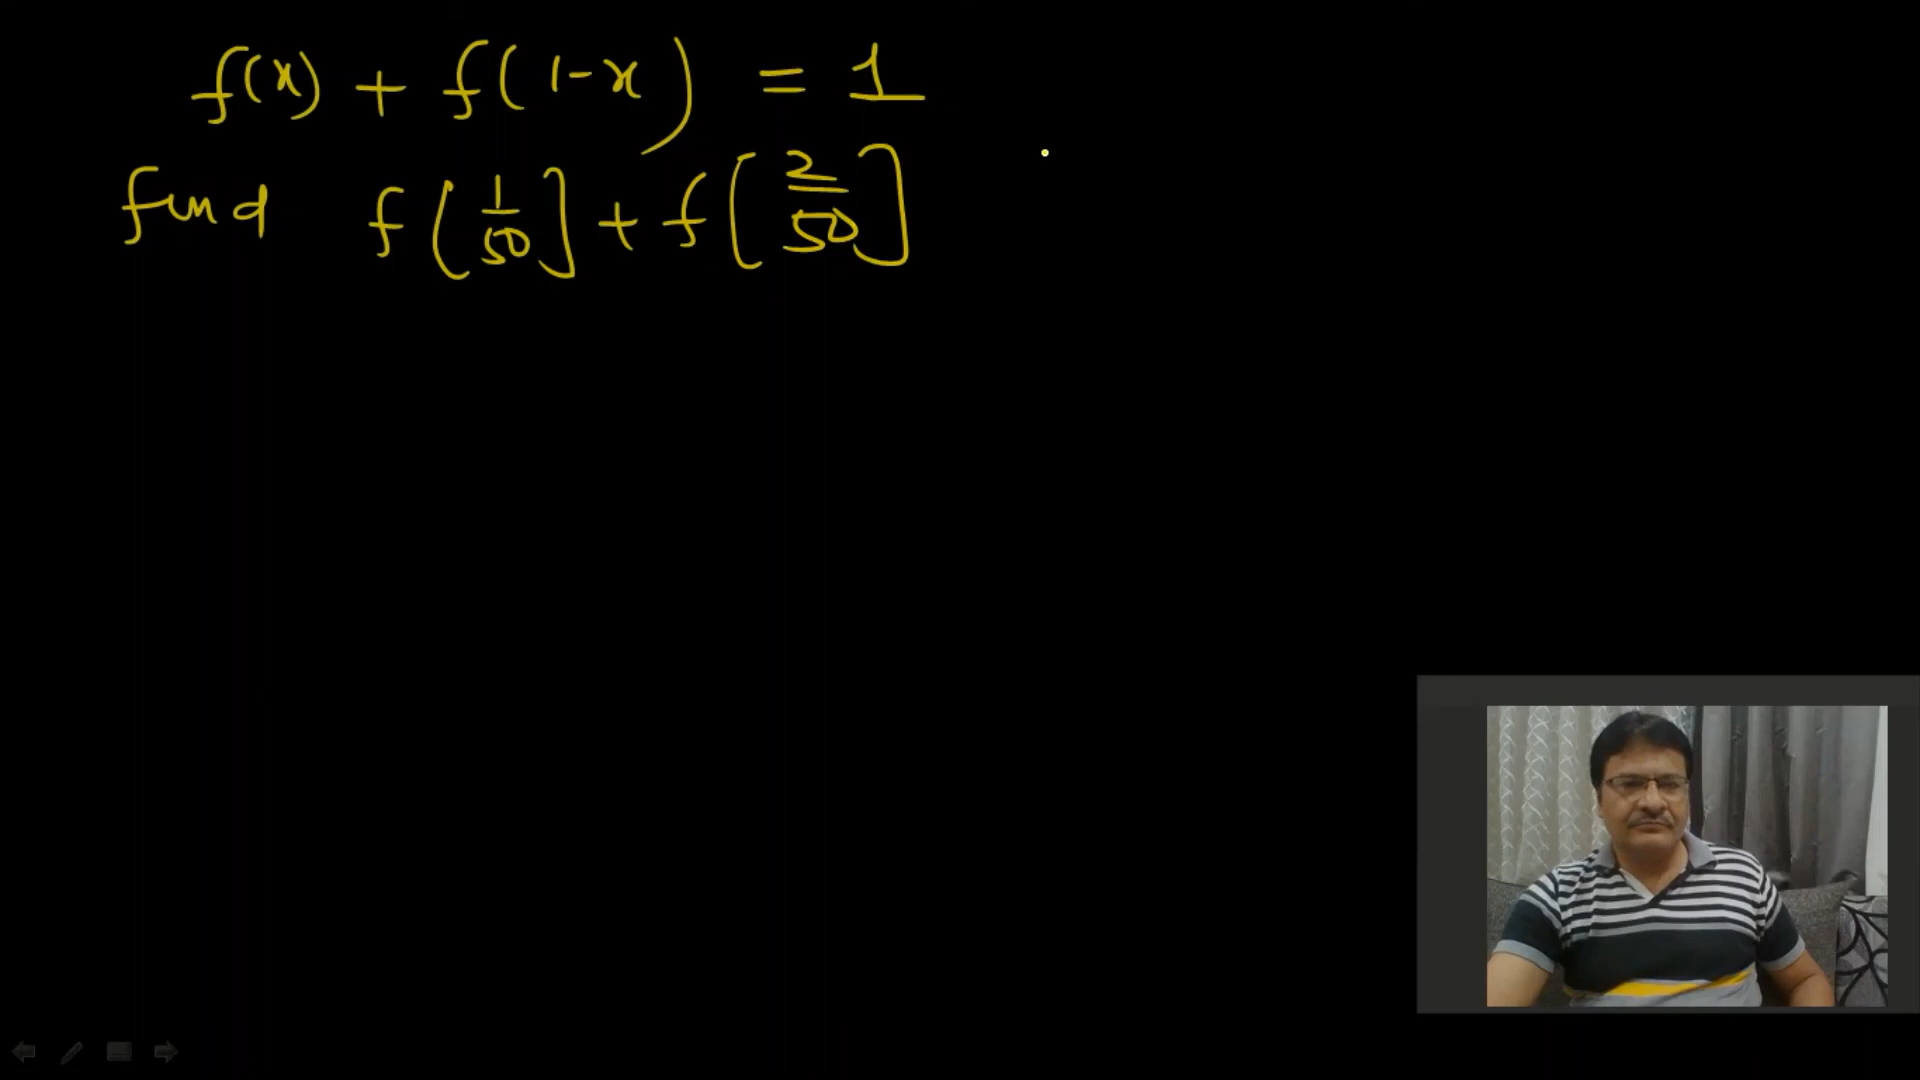 f(x) + f(1-x) = 1
find f[1/50] + f[2/50]